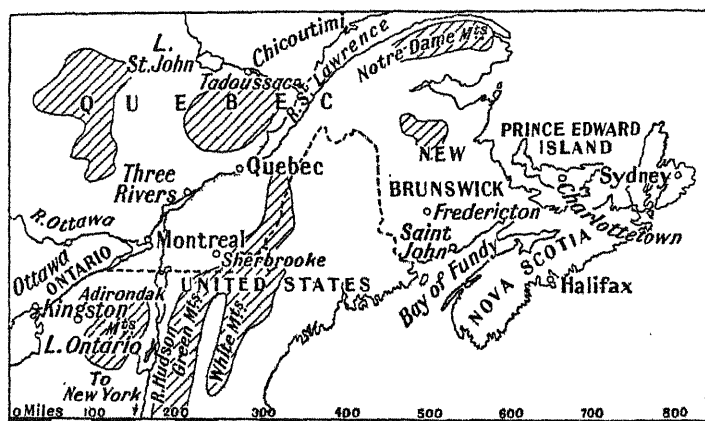 L.
St. John
Chicoutimi
Tadoussac
R. St. Lawrence
Notre Dame Mts
QUEBEC
PRINCE EDWARD
ISLAND
NEW
BRUNSWICK
Sydney
Quebec
Three
Rivers
Fredericton
Charlottetown
R. Ottawa
Saint
John
Montreal
Sherbrooke
Ottawa
ONTARIO
Bay of Fundy
NOVA SCOTIA
UNITED STATES
Halifax
Kingston
Adirondak
Mts
L. Ontario
R. Hudson
Green Mts
White Mts
To
New York
0 Miles 100 200 300 400 500 600 700 800